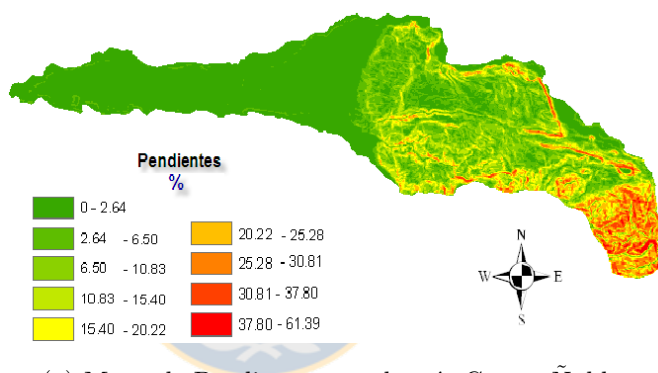 Pendientes
%
0 - 2.64
2.64 - 6.50
6.50 - 10.83
10.83 - 15.40
15.40 - 20.22
20.22 - 25.28
25.28 - 30.81
30.81 - 37.80
37.80 - 61.39
N
W E
S